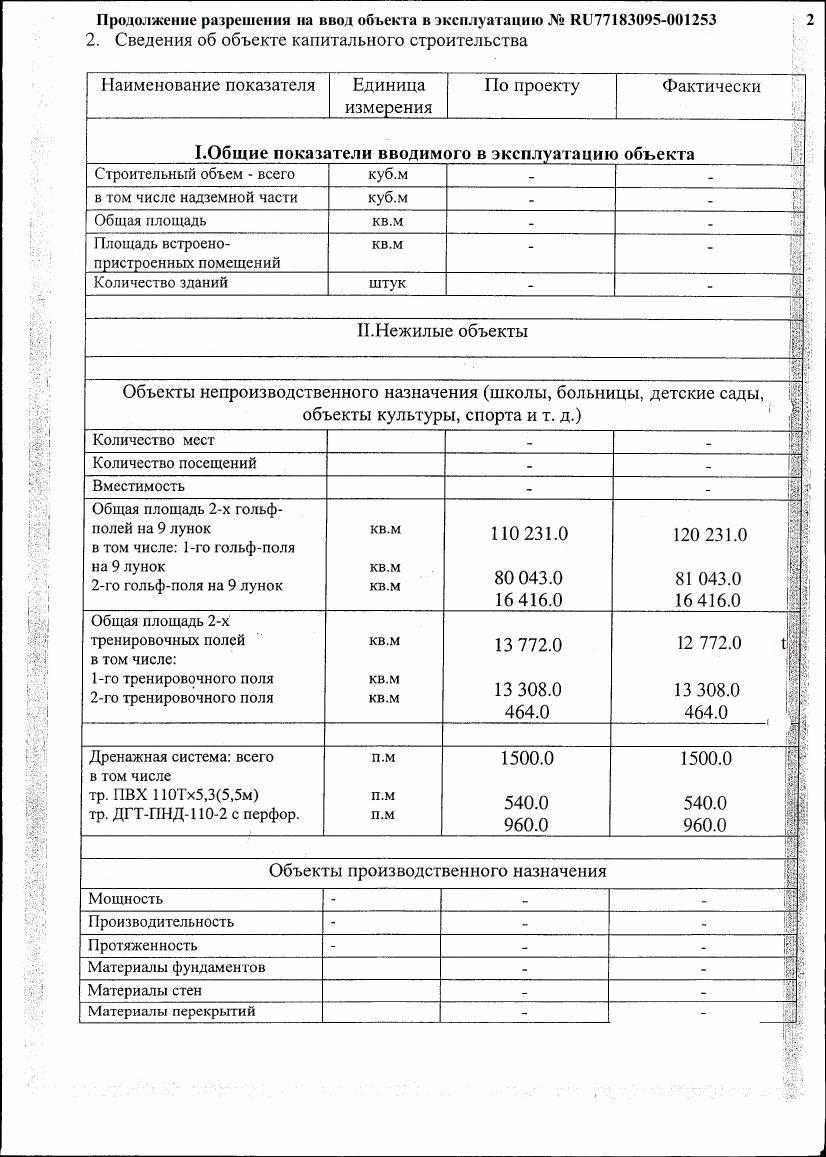 Продолжение разрешения на ввод объекта в эксплуатацию № RU77183095-001253 2
2. Сведения об объекте капитального строительства
Наименование показателя Единица измерения По проекту Фактически
I.Общие показатели вводимого в эксплуатацию объекта
Строительный объем - всего куб.м - -
в том числе надземной части куб.м - -
Общая площадь кв.м - -
Площадь встроено- кв.м - -
пристроенных помещений
Количество зданий штук - -
II.Нежилые объекты
Объекты непроизводственного назначения (школы, больницы, детские сады,
объекты культуры, спорта и т. д.)
Количество мест - -
Количество посещений - -
Вместимость - -
Общая площадь 2-х гольф-
полей на 9 лунок кв.м 110 231.0 120 231.0
в том числе: 1-го гольф-поля
на 9 лунок кв.м 80 043.0 81 043.0
2-го гольф-поля на 9 лунок кв.м 16 416.0 16 416.0
Общая площадь 2-х
тренировочных полей кв.м 13 772.0 12 772.0 t
в том числе:
1-го тренировочного поля кв.м 13 308.0 13 308.0
2-го тренировочного поля кв.м 464.0 464.0
Дренажная система: всего п.м 1500.0 1500.0
в том числе
тр. ПВХ 110Тх5,3(5,5м) п.м 540.0 540.0
тр. ДГТ-ПНД-110-2 с перфор. п.м 960.0 960.0
Объекты производственного назначения
Мощность - - -
Производительность - - -
Протяженность - - -
Материалы фундаментов - -
Материалы стен - -
Материалы перекрытий - -